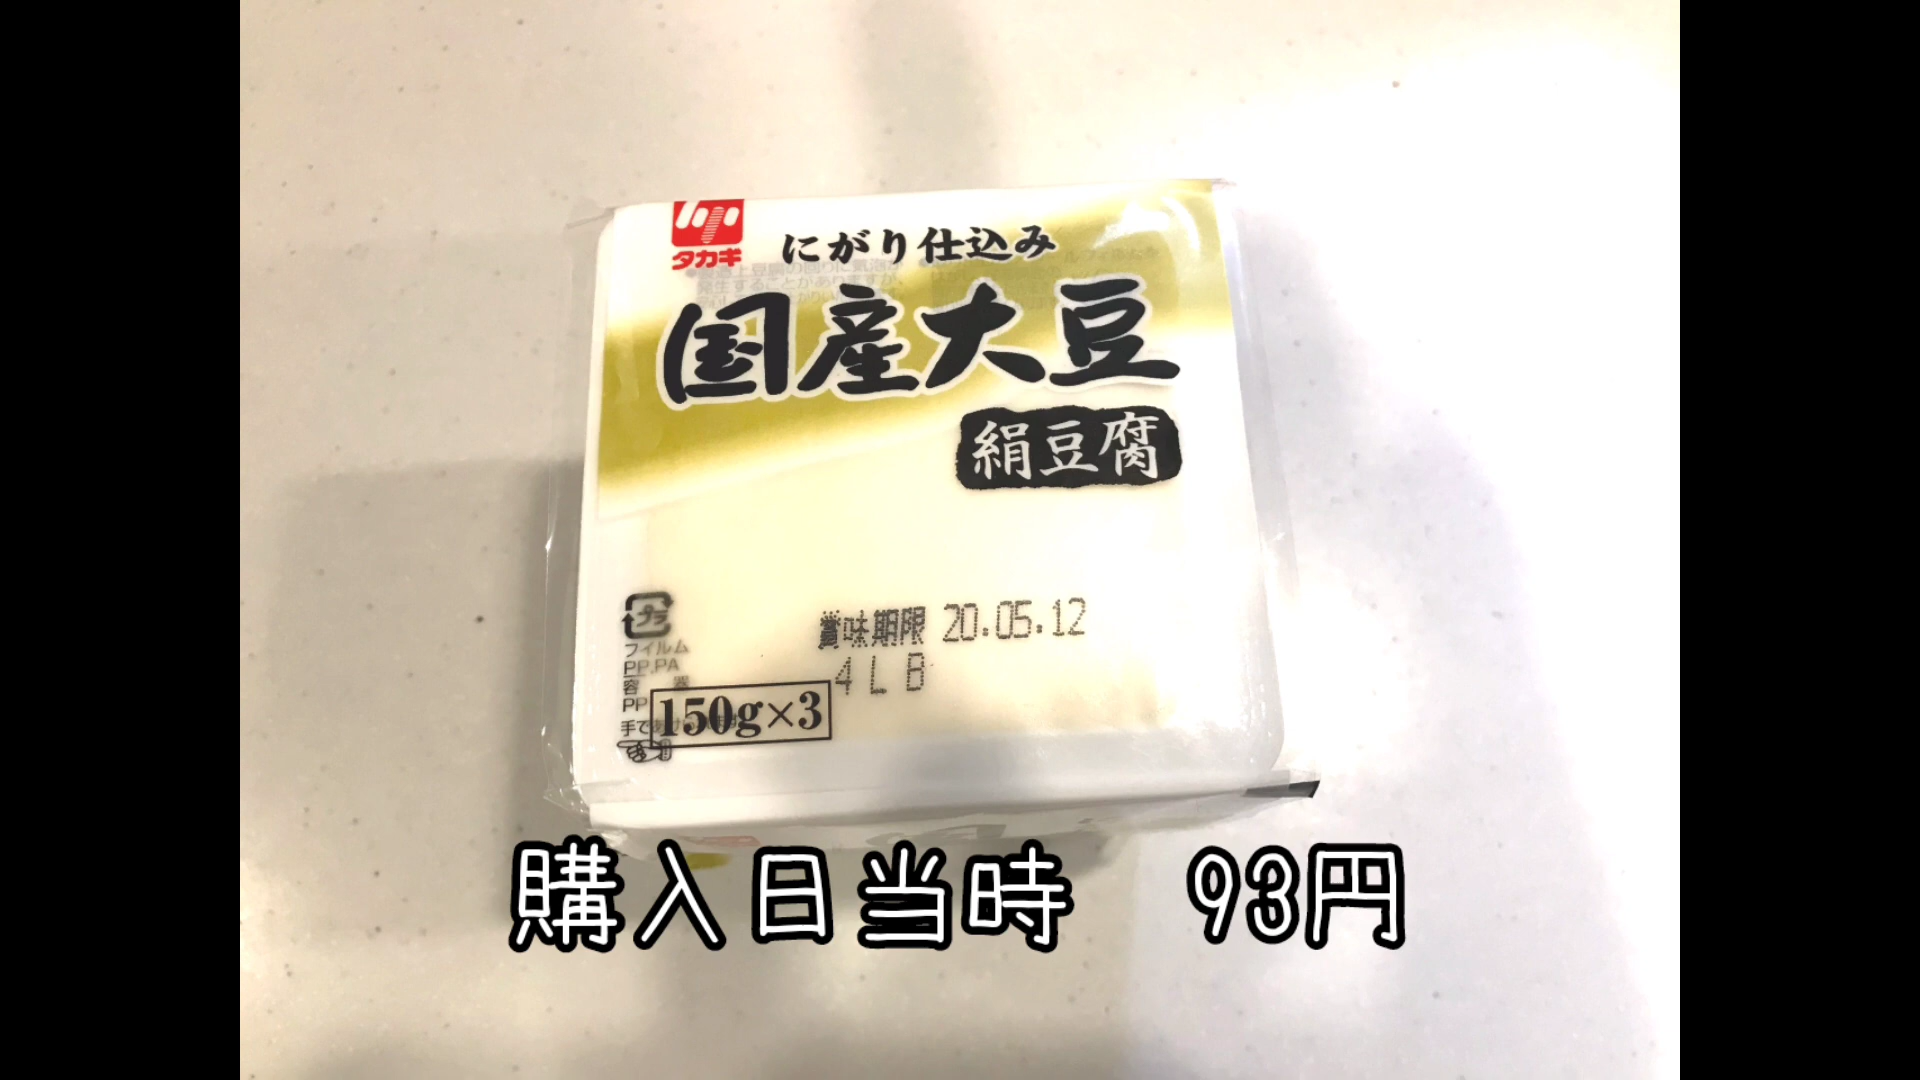 タカキ
にがり仕込み
国産大豆
絹豆腐
プラ
フィルム
PP.PA
容器
PP
賞味期限 20.05.12
4LB
150g×3
購入日当時 93円